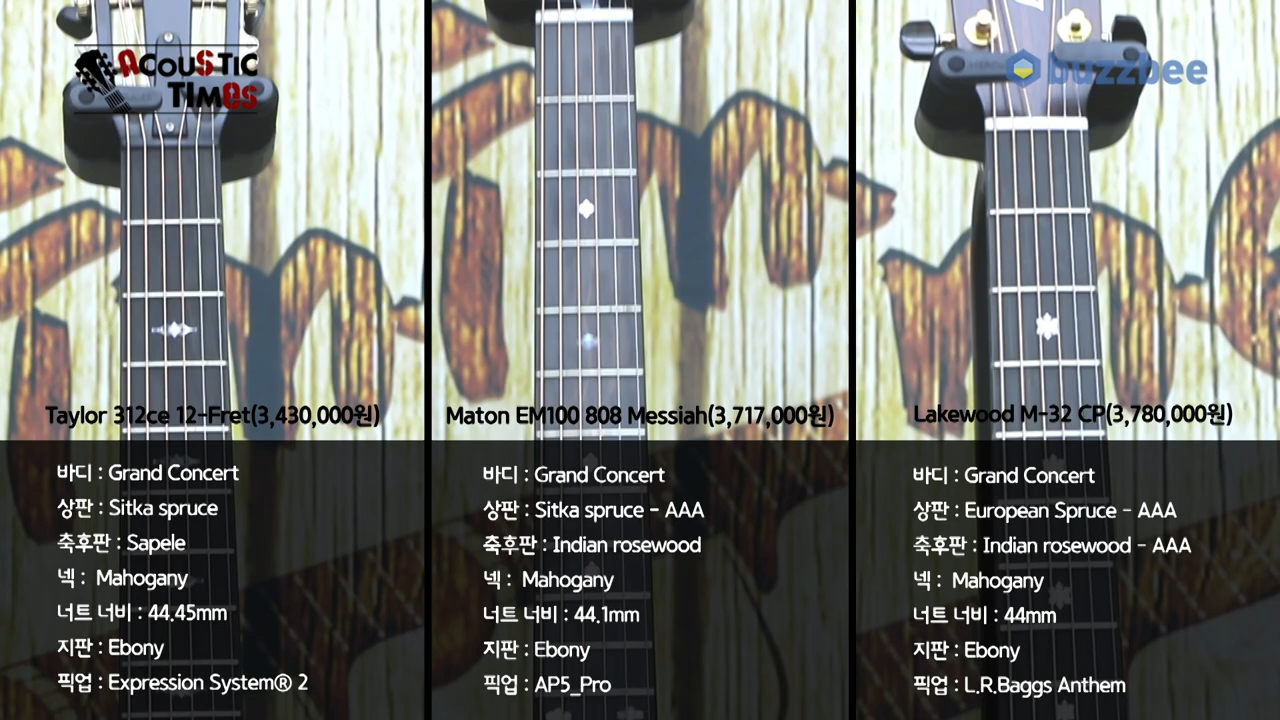 AcouSTic
TIMes
buzzbee
Taylor 312ce 12-Fret(3,430,000원)
바디 : Grand Concert
상판 : Sitka spruce
축후판 : Sapele
넥 : Mahogany
너트 너비 : 44.45mm
지판 : Ebony
픽업 : Expression System® 2
Maton EM100 808 Messiah(3,717,000원)
바디 : Grand Concert
상판 : Sitka spruce - AAA
축후판 : Indian rosewood
넥 : Mahogany
너트 너비 : 44.1mm
지판 : Ebony
픽업 : AP5_Pro
Lakewood M-32 CP(3,780,000원)
바디 : Grand Concert
상판 : European Spruce - AAA
축후판 : Indian rosewood - AAA
넥 : Mahogany
너트 너비 : 44mm
지판 : Ebony
픽업 : L.R.Baggs Anthem